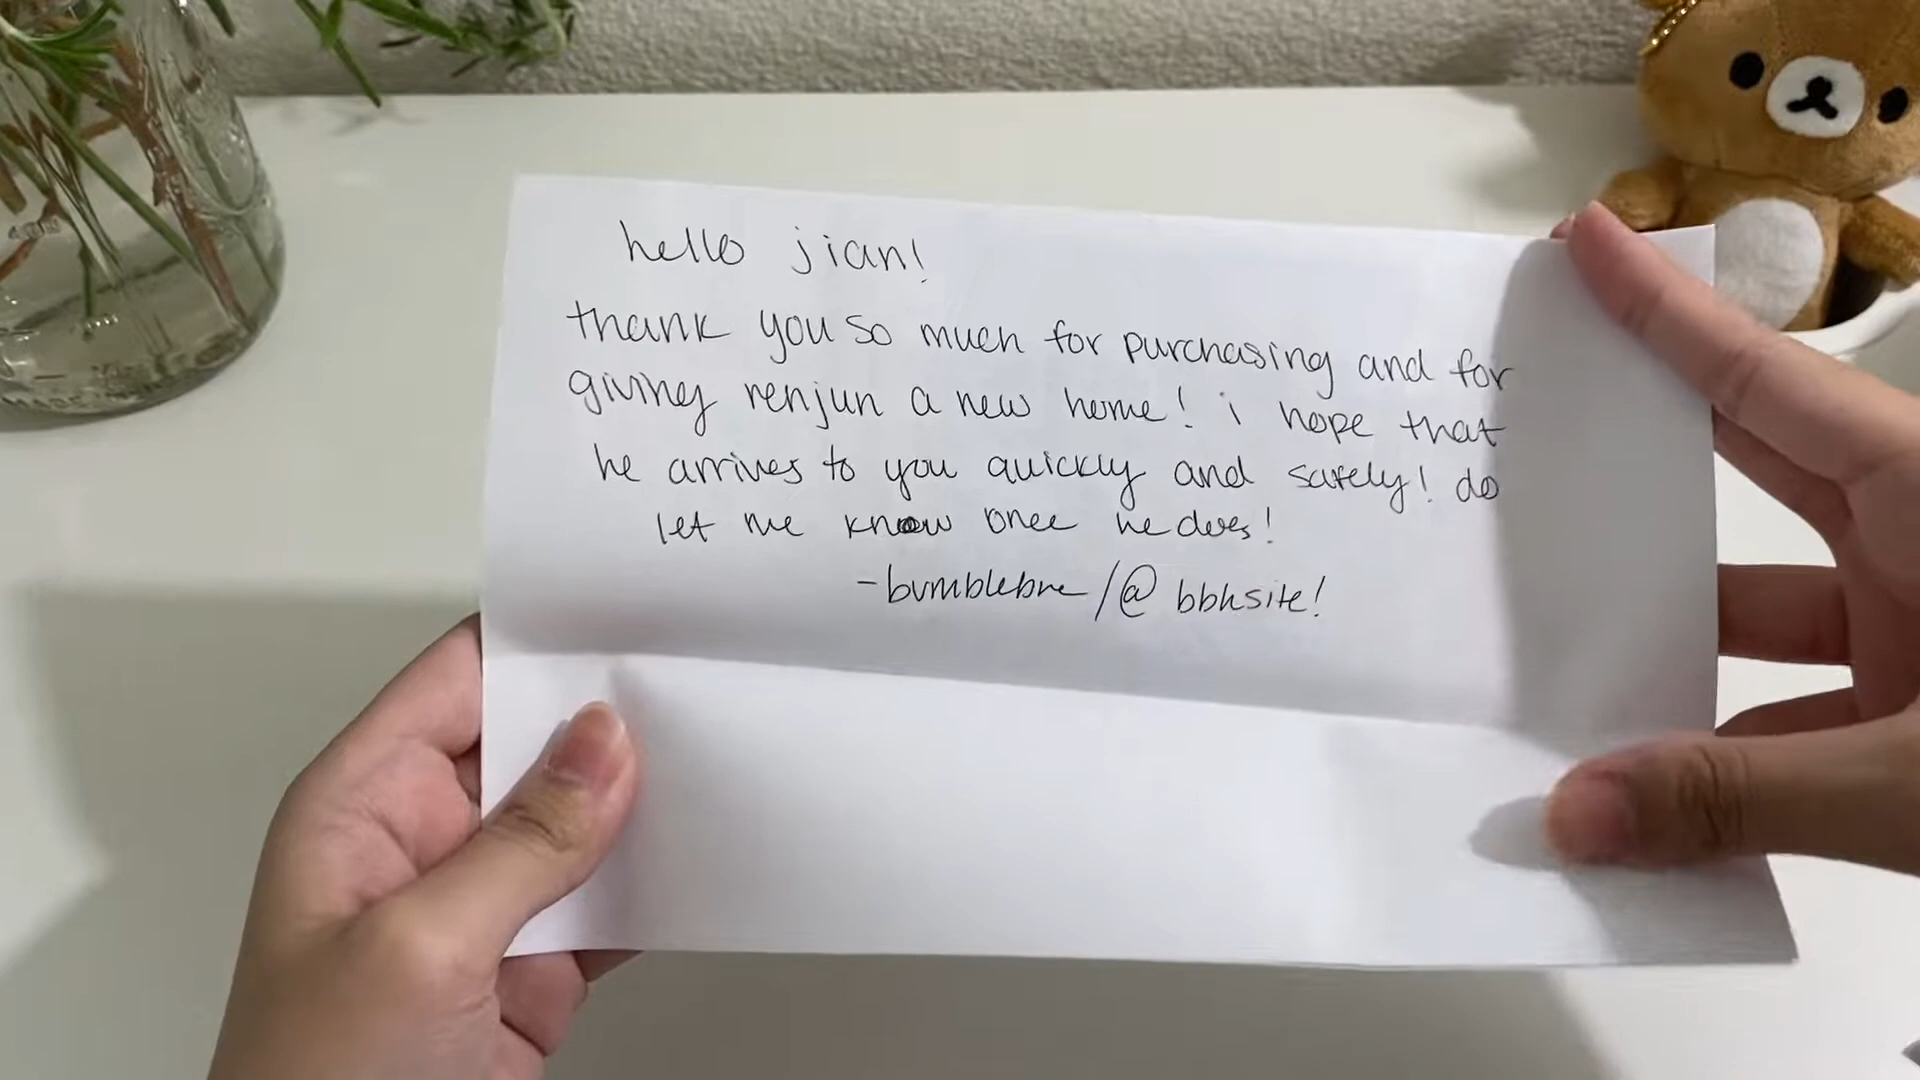 hello jian!
thank you so much for purchasing and for
giving renjun a new home! i hope that
he arrives to you quickly and safely! do
let me know once he does!
-bumblebre/@bbhsite!